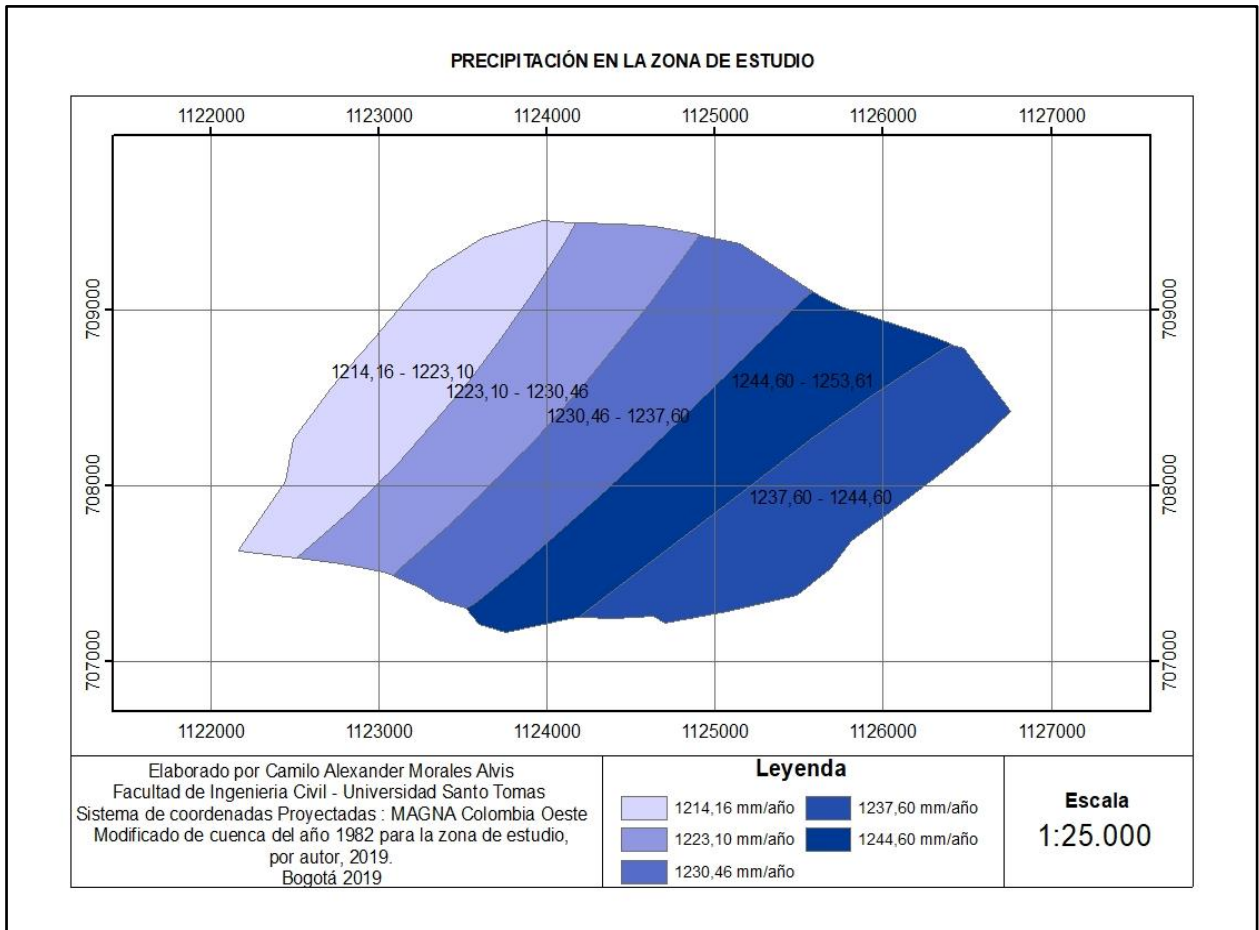 PRECIPITACIÓN EN LA ZONA DE ESTUDIO
1122000 1123000 1124000 1125000 1126000 1127000
709000 709000
1214,16 - 1223,10
1244,60 - 1253,61
1223,10 - 1230,46
1230,46 - 1237,60
708000 708000
1237,60 - 1244,60
707000 707000
1122000 1123000 1124000 1125000 1126000 1127000
Elaborado por Camilo Alexander Morales Alvis
Facultad de Ingenieria Civil - Universidad Santo Tomas
Sistema de coordenadas Proyectadas : MAGNA Colombia Oeste
Modificado de cuenca del año 1982 para la zona de estudio,
por autor, 2019.
Bogotá 2019
Leyenda
1214,16 mm/año 1237,60 mm/año
1223,10 mm/año 1244,60 mm/año
1230,46 mm/año
Escala
1:25.000